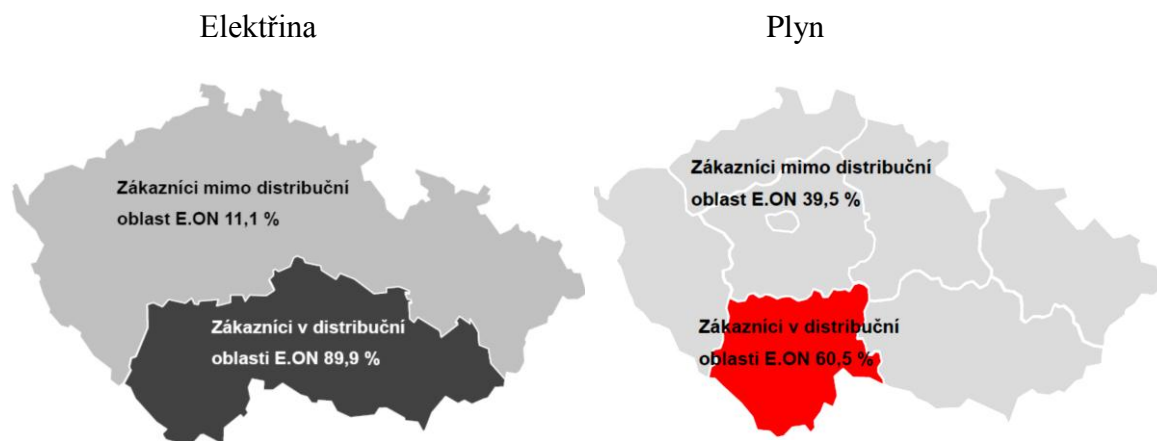 Elektřina
Plyn
Zákazníci mimo distribuční
oblast E.ON 11,1 %
Zákazníci v distribuční
oblasti E.ON 89,9 %
Zákazníci mimo distribuční
oblast E.ON 39,5 %
Zákazníci v distribuční
oblasti E.ON 60,5 %